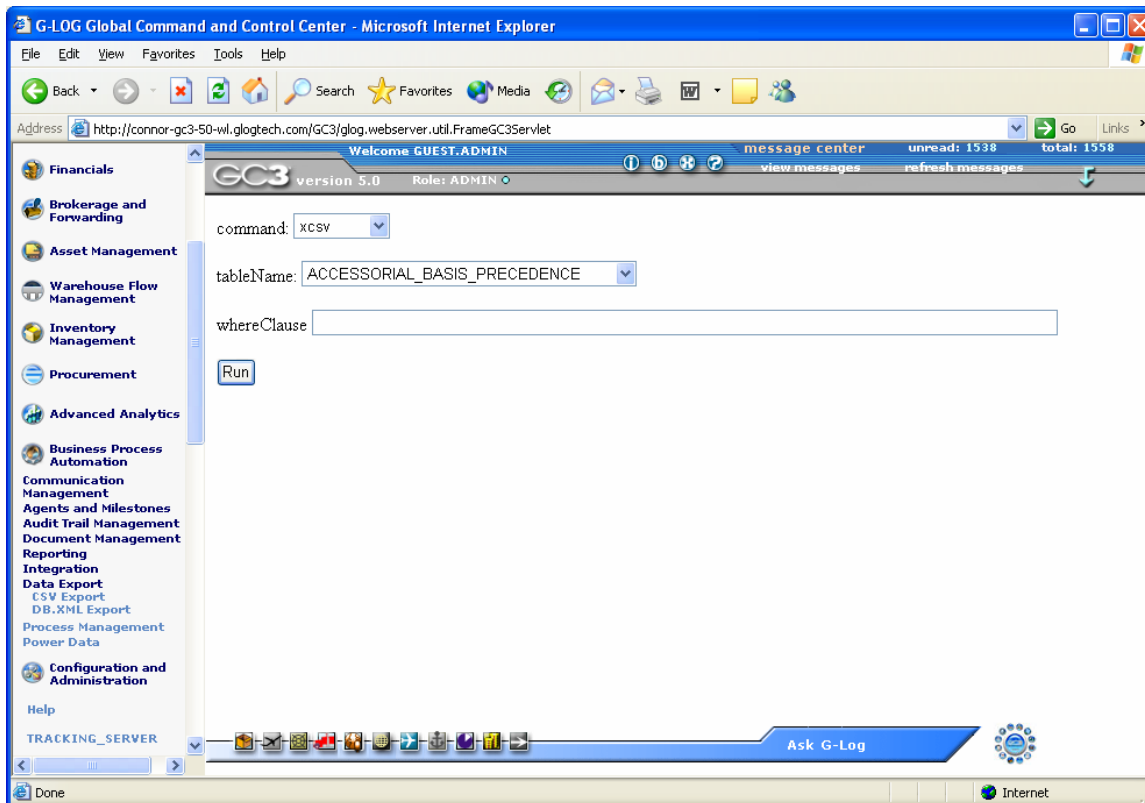 G-LOG Global Command and Control Center - Microsoft Internet Explorer
File Edit View Favorites Tools Help
Back Search Favorites Media
Address http://connor-gc3-50-wl.glogtech.com/GC3/glog.webserver.util.FrameGC3Servlet Go Links
Welcome GUEST.ADMIN message center unread: 1538 total: 1558
GC3 version 5.0 Role: ADMIN view messages refresh messages
Financials
Brokerage and
Forwarding
Asset Management
Warehouse Flow
Management
Inventory
Management
Procurement
Advanced Analytics
Business Process
Automation
Communication
Management
Agents and Milestones
Audit Trail Management
Document Management
Reporting
Integration
Data Export
CSV Export
DB.XML Export
Process Management
Power Data
Configuration and
Administration
Help
TRACKING_SERVER
command: xcsv
tableName: ACCESSORIAL_BASIS_PRECEDENCE
whereClause
Run
Ask G-Log
Done Internet